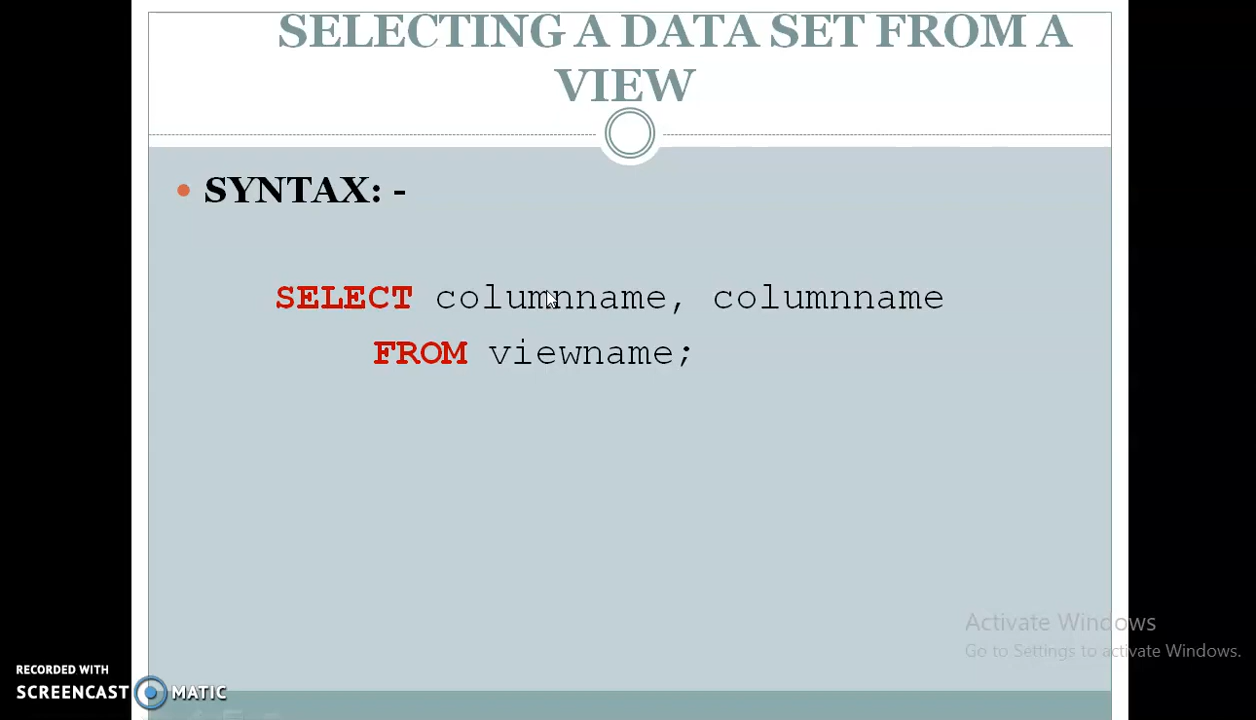 SELECTING A DATA SET FROM A
VIEW
SYNTAX: -
SELECT columnname, columnname
FROM viewname;
Activate Windows
Go to Settings to activate Windows.
RECORDED WITH
SCREENCAST MATIC